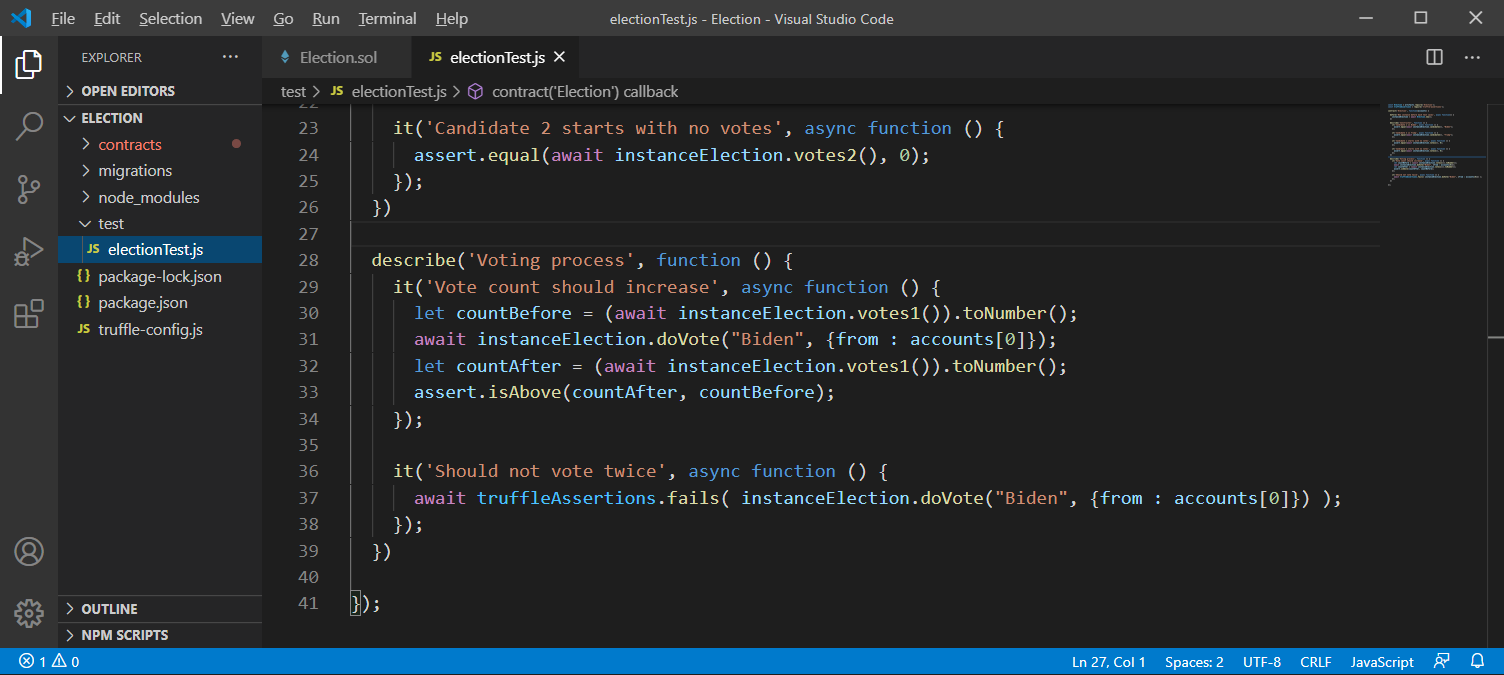 File Edit Selection View Go Run Terminal Help
electionTest.js - Election - Visual Studio Code
EXPLORER
OPEN EDITORS
ELECTION
contracts
migrations
node_modules
test
JS electionTest.js
{} package-lock.json
{} package.json
JS truffle-config.js
OUTLINE
NPM SCRIPTS
Election.sol
JS electionTest.js
test > JS electionTest.js > contract('Election') callback
22
23 it('Candidate 2 starts with no votes', async function () {
24 assert.equal(await instanceElection.votes2(), 0);
25 });
26 })
27
28 describe('Voting process', function () {
29 it('Vote count should increase', async function () {
30 let countBefore = (await instanceElection.votes1()).toNumber();
31 await instanceElection.doVote("Biden", {from : accounts[0]});
32 let countAfter = (await instanceElection.votes1()).toNumber();
33 assert.isAbove(countAfter, countBefore);
34 });
35
36 it('Should not vote twice', async function () {
37 await truffleAssertions.fails( instanceElection.doVote("Biden", {from : accounts[0]}) );
38 });
39 })
40
41 });
1 0
Ln 27, Col 1 Spaces: 2 UTF-8 CRLF JavaScript